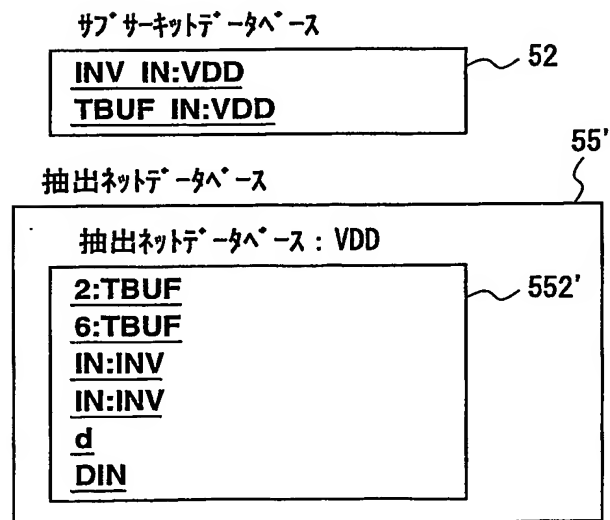 サブサーキットデータベース
INV IN:VDD
TBUF IN:VDD
52
55'
抽出ネットデータベース
抽出ネットデータベース：VDD
2:TBUF
6:TBUF
IN:INV
IN:INV
d
DIN
552'